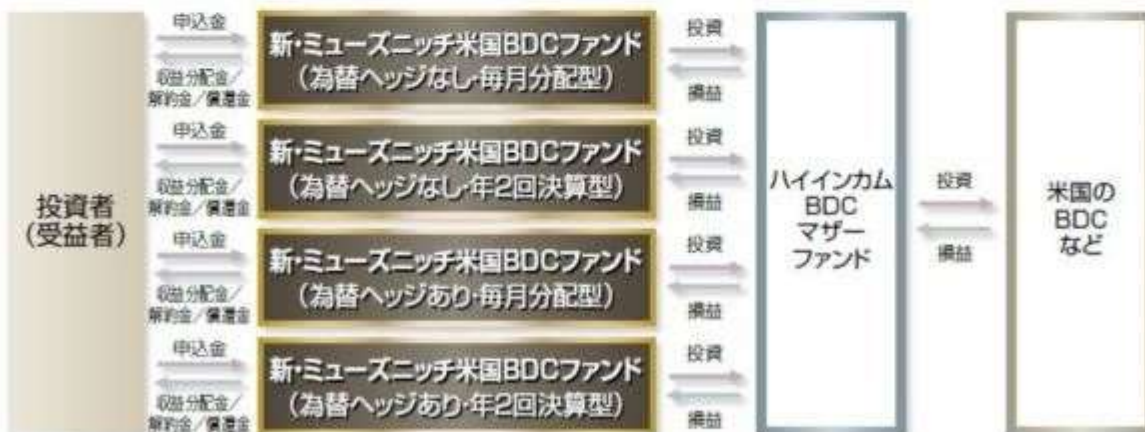 投資者
(受益者)
申込金
収益分配金/
解約金/償還金
新・ミューズニッチ米国BDCファンド
(為替ヘッジなし・毎月分配型)
投資
損益
申込金
収益分配金/
解約金/償還金
新・ミューズニッチ米国BDCファンド
(為替ヘッジなし・年2回決算型)
投資
損益
申込金
収益分配金/
解約金/償還金
新・ミューズニッチ米国BDCファンド
(為替ヘッジあり・毎月分配型)
投資
損益
申込金
収益分配金/
解約金/償還金
新・ミューズニッチ米国BDCファンド
(為替ヘッジあり・年2回決算型)
投資
損益
ハイインカム
BDC
マザー
ファンド
投資
損益
米国の
BDC
など